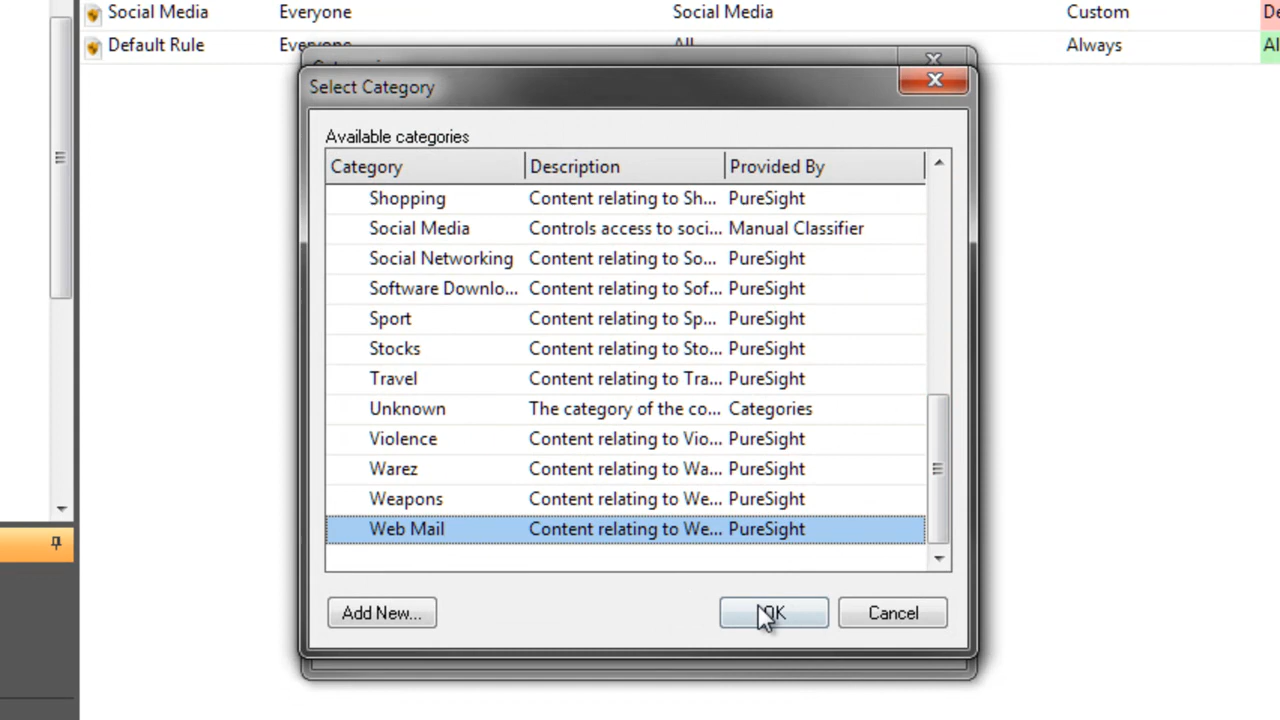 Social Media Everyone Social Media Custom De
Default Rule Everyone All Always Al
Select Category
Available categories
Category Description Provided By
Shopping Content relating to Sh... PureSight
Social Media Controls access to soci... Manual Classifier
Social Networking Content relating to So... PureSight
Software Downlo... Content relating to Sof... PureSight
Sport Content relating to Sp... PureSight
Stocks Content relating to Sto... PureSight
Travel Content relating to Tra... PureSight
Unknown The category of the co... Categories
Violence Content relating to Vio... PureSight
Warez Content relating to Wa... PureSight
Weapons Content relating to We... PureSight
Web Mail Content relating to We... PureSight
Add New... OK Cancel